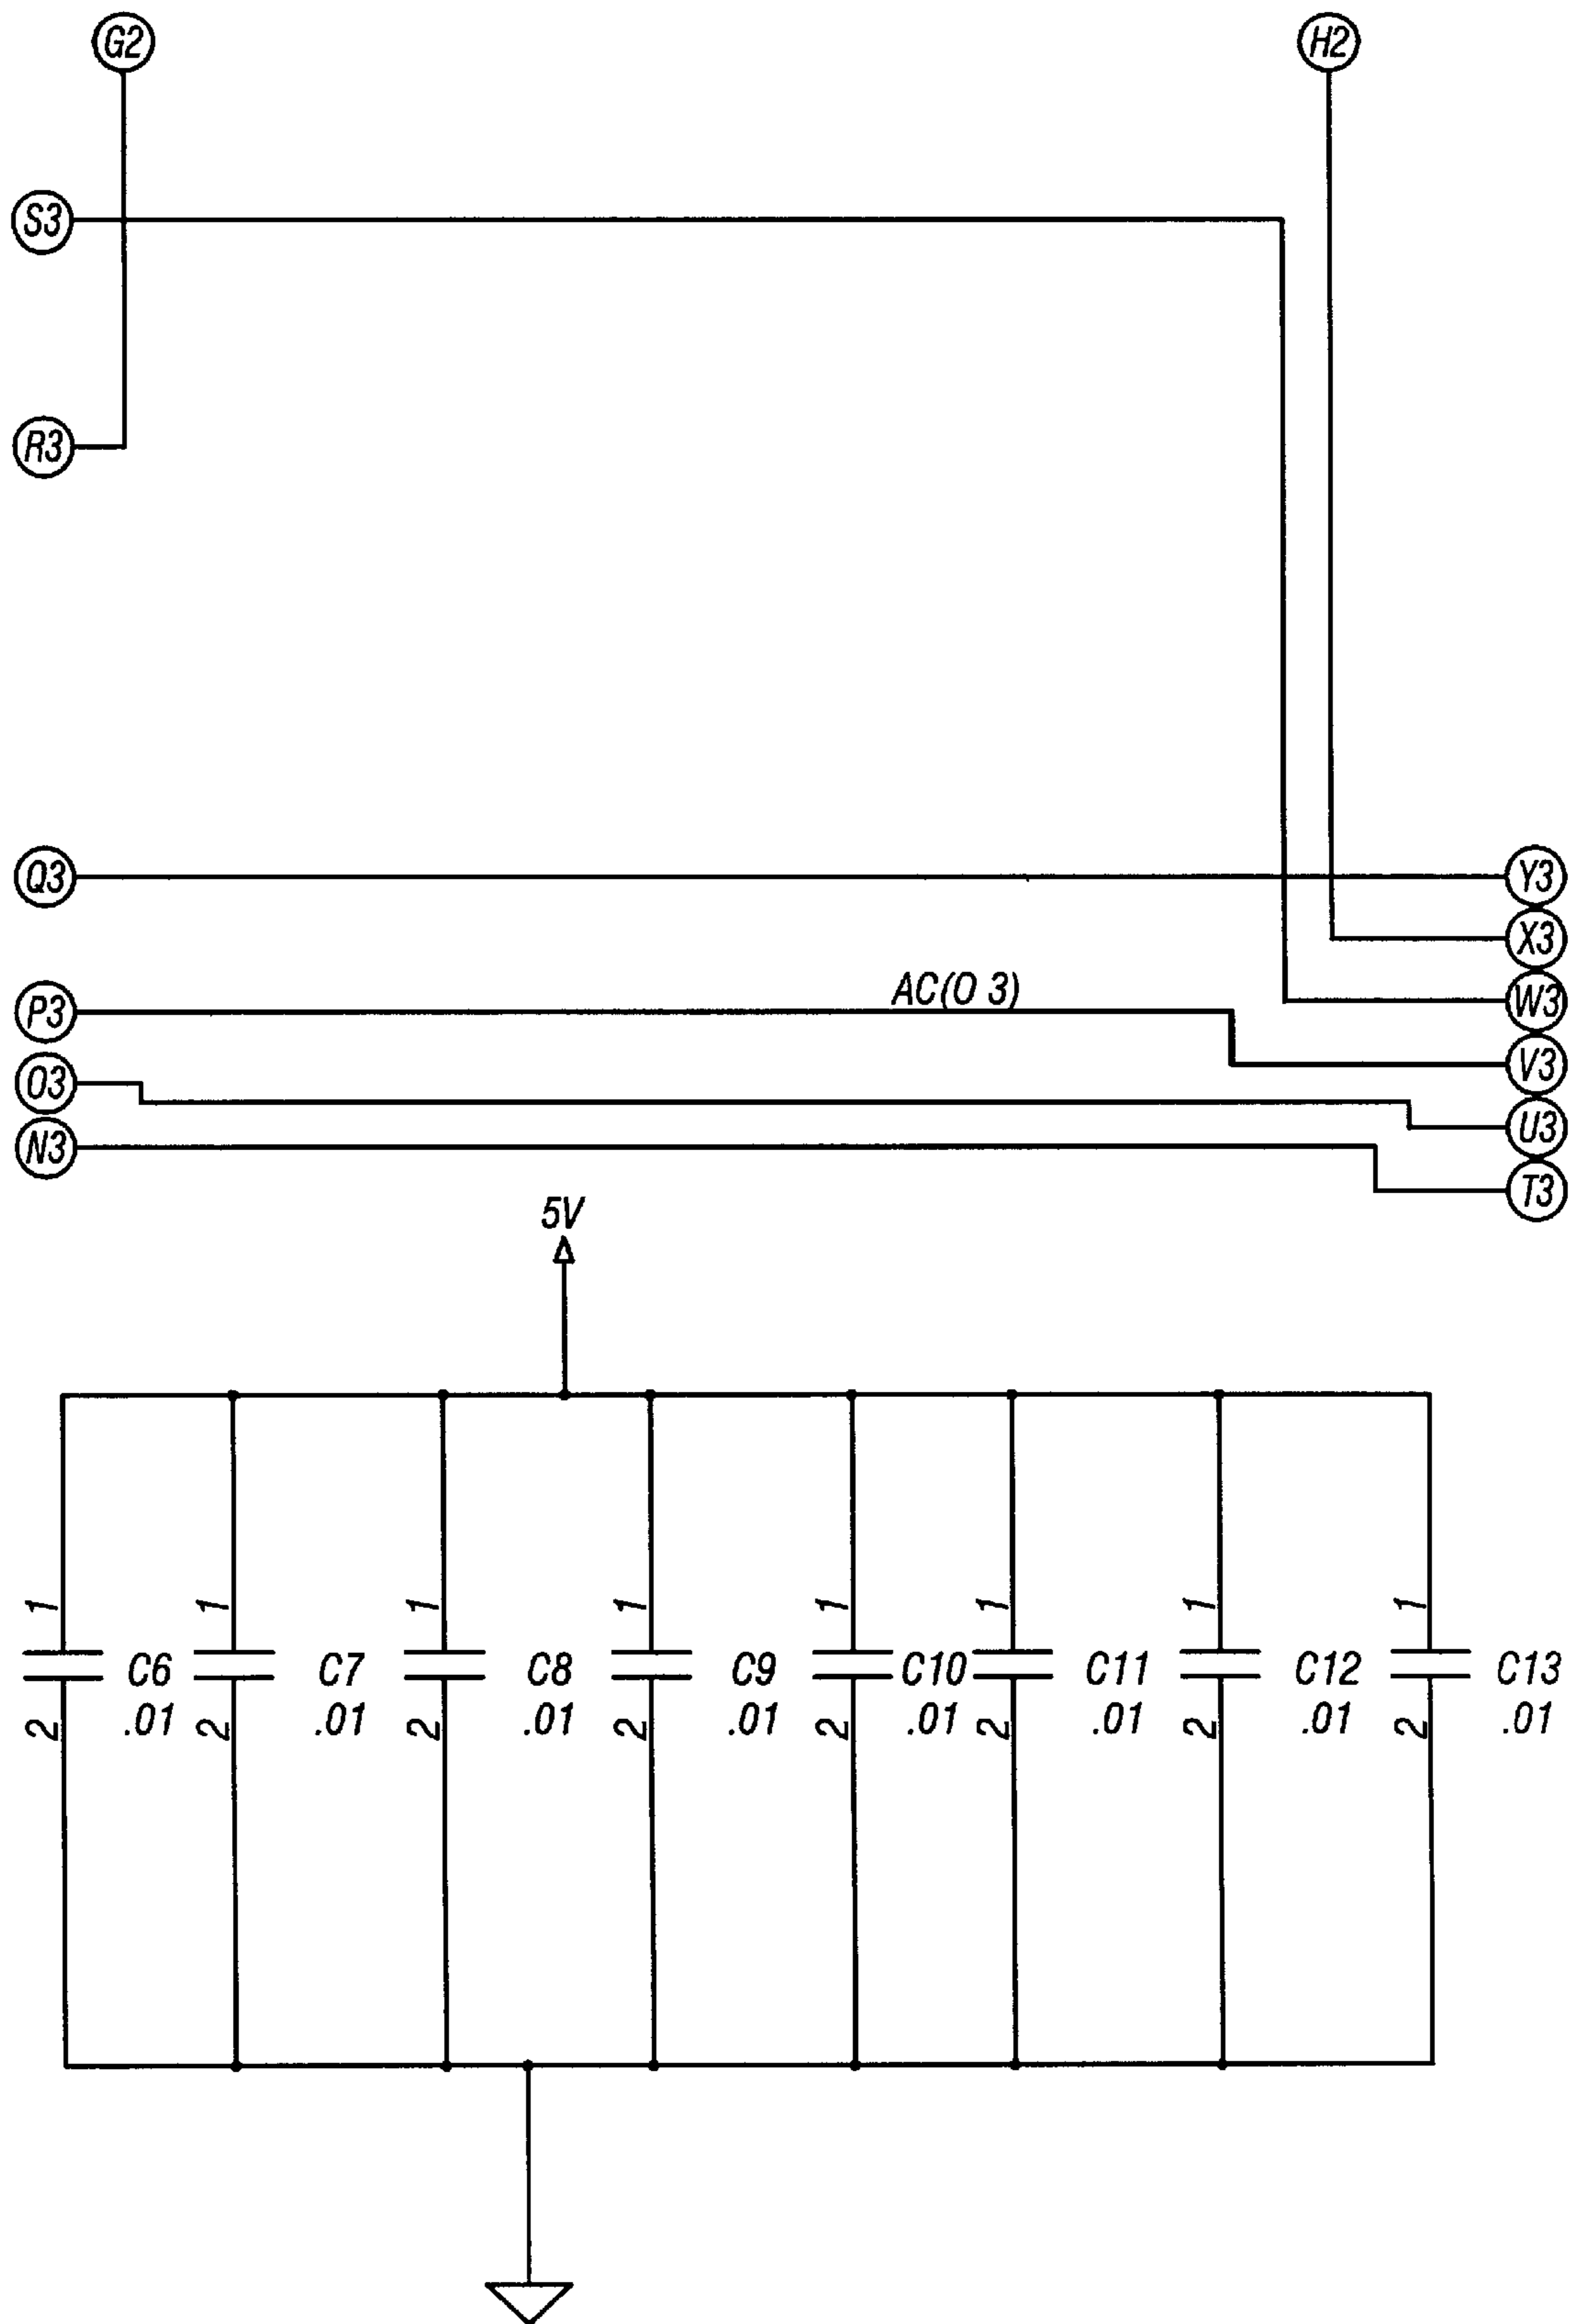 G2
H2
S3
R3
Q3
Y3
X3
AC(O 3)
W3
P3
V3
O3
U3
N3
T3
5V
1 1 1 1 1 1 1 1
C6 C7 C8 C9 C10 C11 C12 C13
.01 .01 .01 .01 .01 .01 .01 .01
2 2 2 2 2 2 2 2